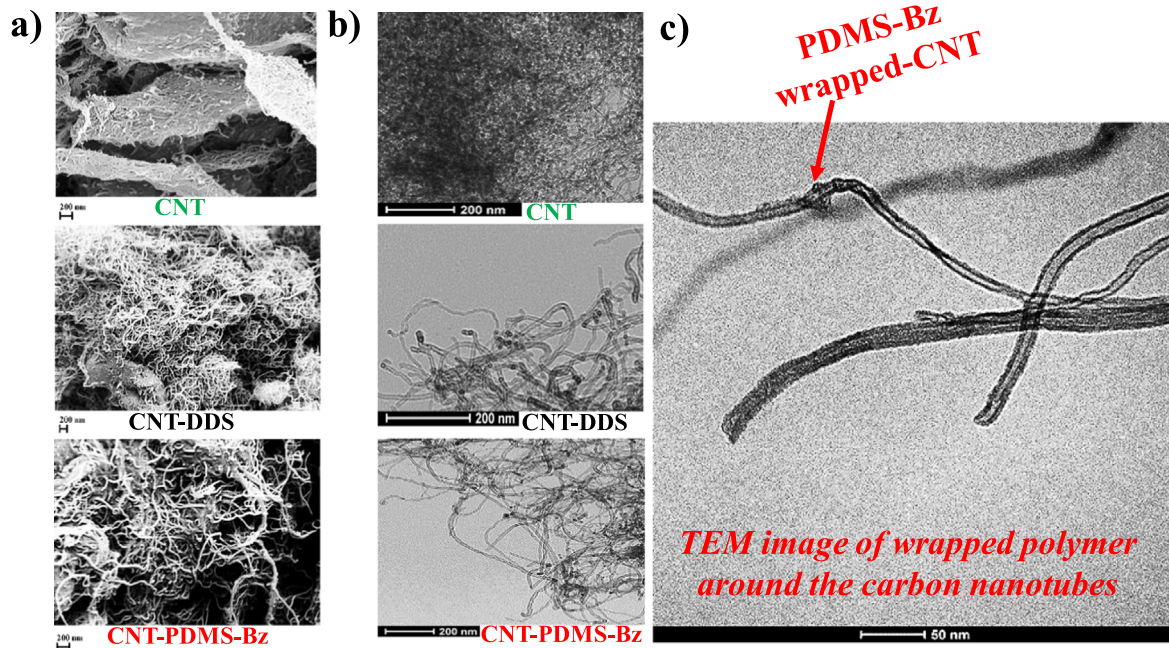 a)
200 nm
CNT
200 nm
CNT-DDS
200 nm
CNT-PDMS-Bz
b)
200 nm
CNT
200 nm
CNT-DDS
200 nm
CNT-PDMS-Bz
c)
PDMS-Bz
wrapped-CNT
TEM image of wrapped polymer
around the carbon nanotubes
50 nm